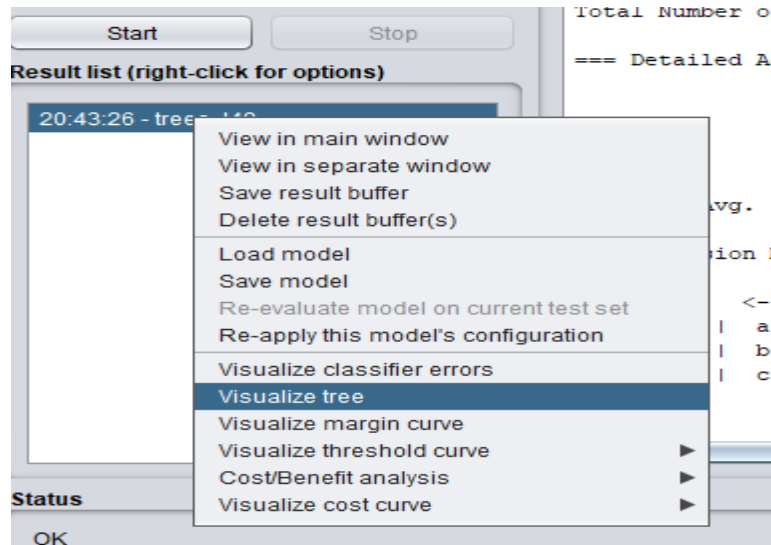 Start
Stop
Total Number o
Result list (right-click for options)
=== Detailed A
20:43:26 - trees
View in main window
View in separate window
Save result buffer
Delete result buffer(s)
Avg.
Load model
sion
Save model
Re-evaluate model on current test set
<-
Re-apply this model's configuration
| a
| b
Visualize classifier errors
| c
Visualize tree
Visualize margin curve
Visualize threshold curve
Cost/Benefit analysis
Visualize cost curve
Status
OK